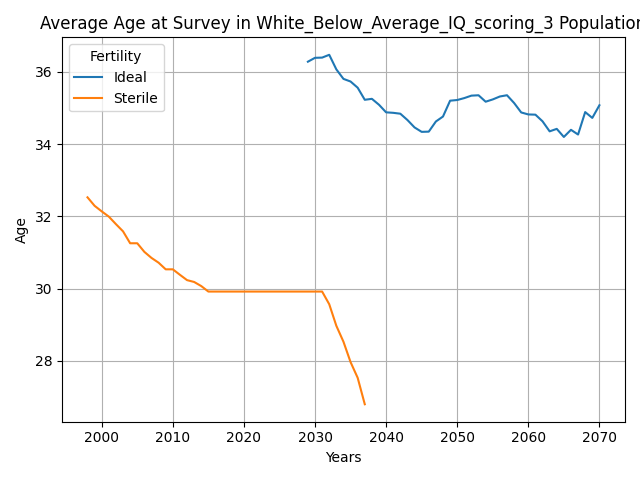 Average Age at Survey in White_Below_Average_IQ_scoring_3 Population
Fertility
Ideal
Sterile
36
34
32
30
28
Age
2000 2010 2020 2030 2040 2050 2060 2070
Years